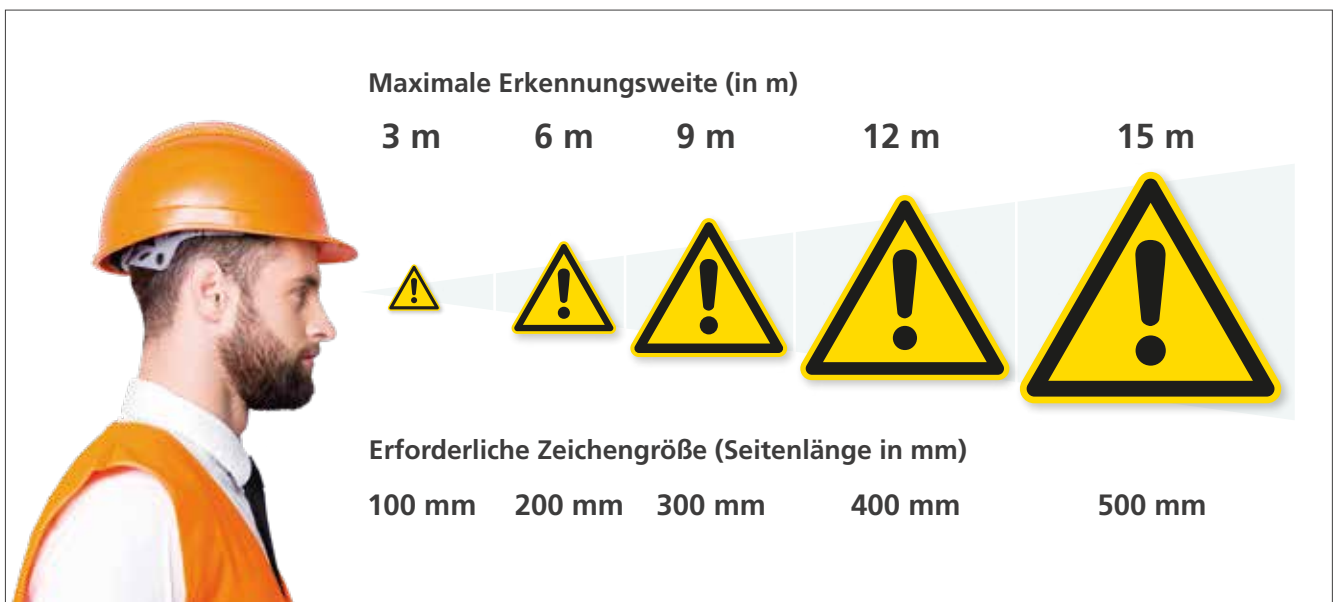 Maximale Erkennungsweite (in m)
3 m 6 m 9 m 12 m 15 m
Erforderliche Zeichengröße (Seitenlänge in mm)
100 mm 200 mm 300 mm 400 mm 500 mm